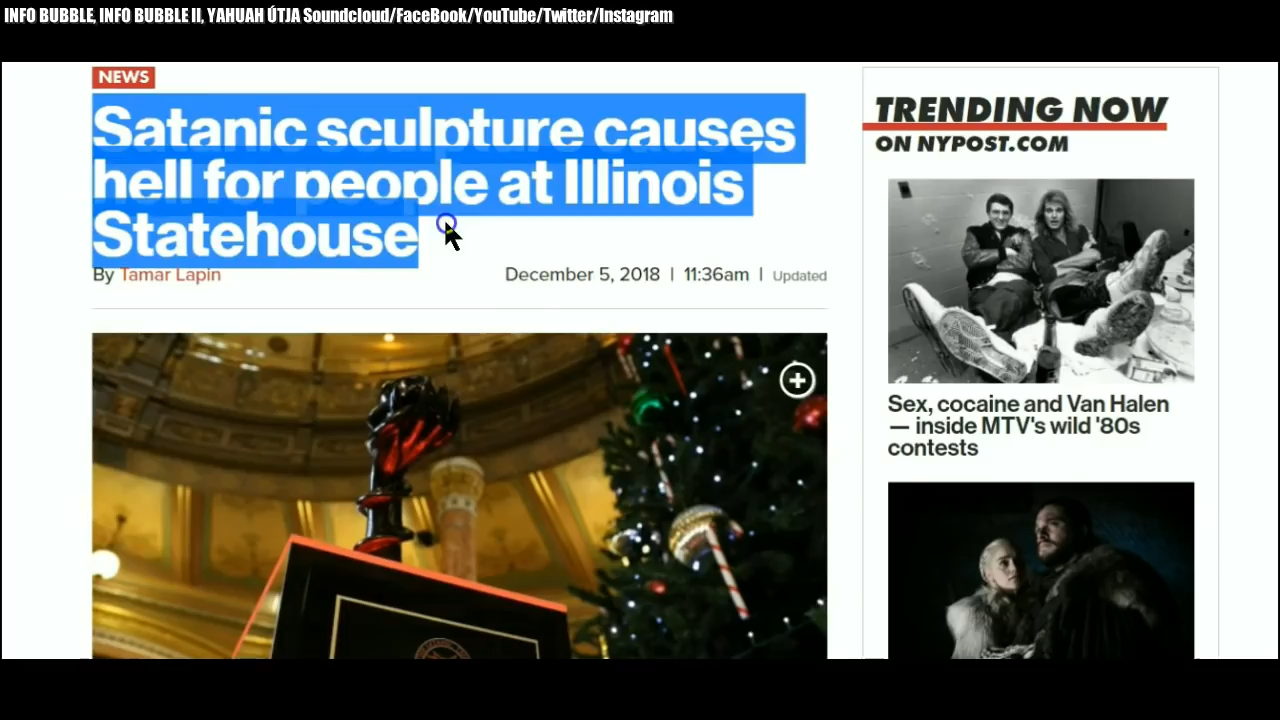 INFO BUBBLE, INFO BUBBLE II, YAHUAH ÚTJA Soundcloud/FaceBook/YouTube/Twitter/Instagram
NEWS
Satanic sculpture causes
hell for people at Illinois
Statehouse
By Tamar Lapin December 5, 2018 | 11:36am | Updated
TRENDING NOW
ON NYPOST.COM
Sex, cocaine and Van Halen
— inside MTV's wild '80s
contests